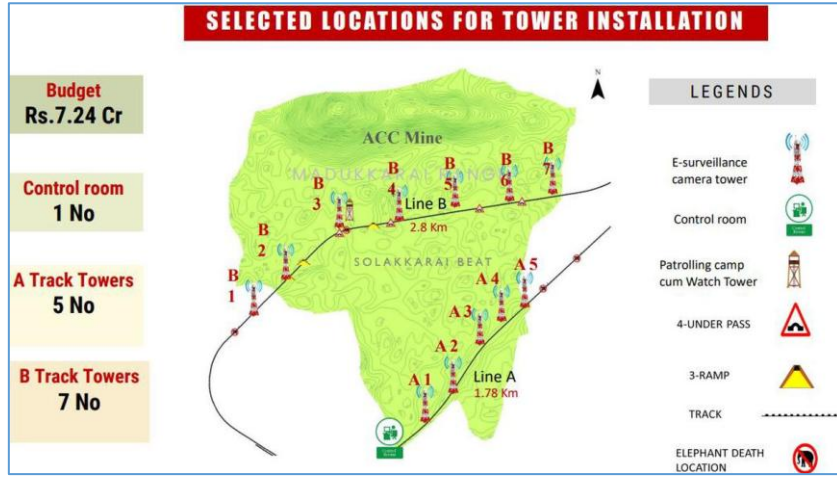 SELECTED LOCATIONS FOR TOWER INSTALLATION
Budget
Rs.7.24 Cr
Control room
1 No
A Track Towers
5 No
B Track Towers
7 No
N
ACC Mine
MADUKKARAI RANGE
B
1
B
2
B
3
B
4
B
5
B
6
B
7
Line B
2.8 Km
SOLAKKARAI BEAT
A 5
A 4
A 3
A 2
A 1
Line A
1.78 Km
LEGENDS
E-surveillance
camera tower
Control room
Patrolling camp
cum Watch Tower
4-UNDER PASS
3-RAMP
TRACK
ELEPHANT DEATH
LOCATION